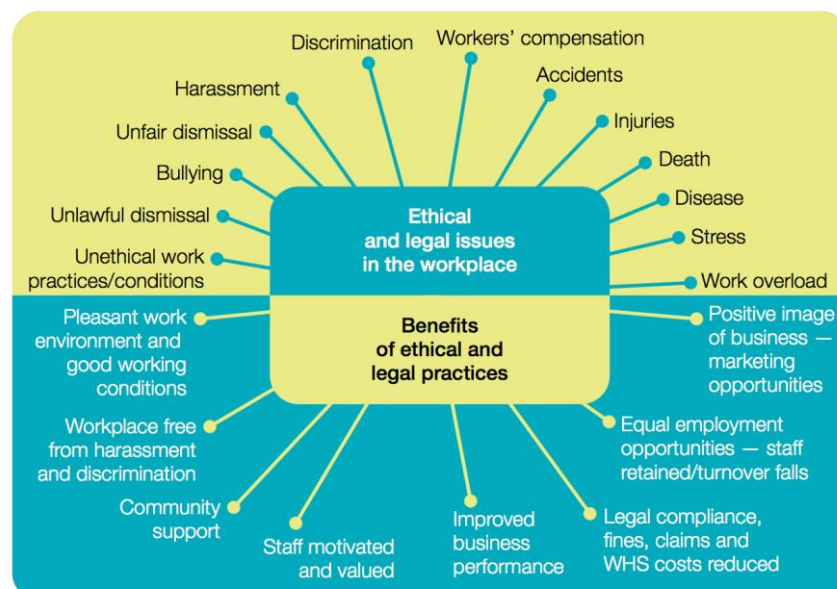 Discrimination
Workers’ compensation
Harassment
Accidents
Unfair dismissal
Injuries
Bullying
Death
Unlawful dismissal
Disease
Unethical work
practices/conditions
Stress
Work overload
Ethical
and legal issues
in the workplace
Benefits
of ethical and
legal practices
Pleasant work
environment and
good working
conditions
Positive image
of business —
marketing
opportunities
Workplace free
from harassment
and discrimination
Equal employment
opportunities — staff
retained/turnover falls
Community
support
Staff motivated
and valued
Improved
business
performance
Legal compliance,
fines, claims and
WHS costs reduced